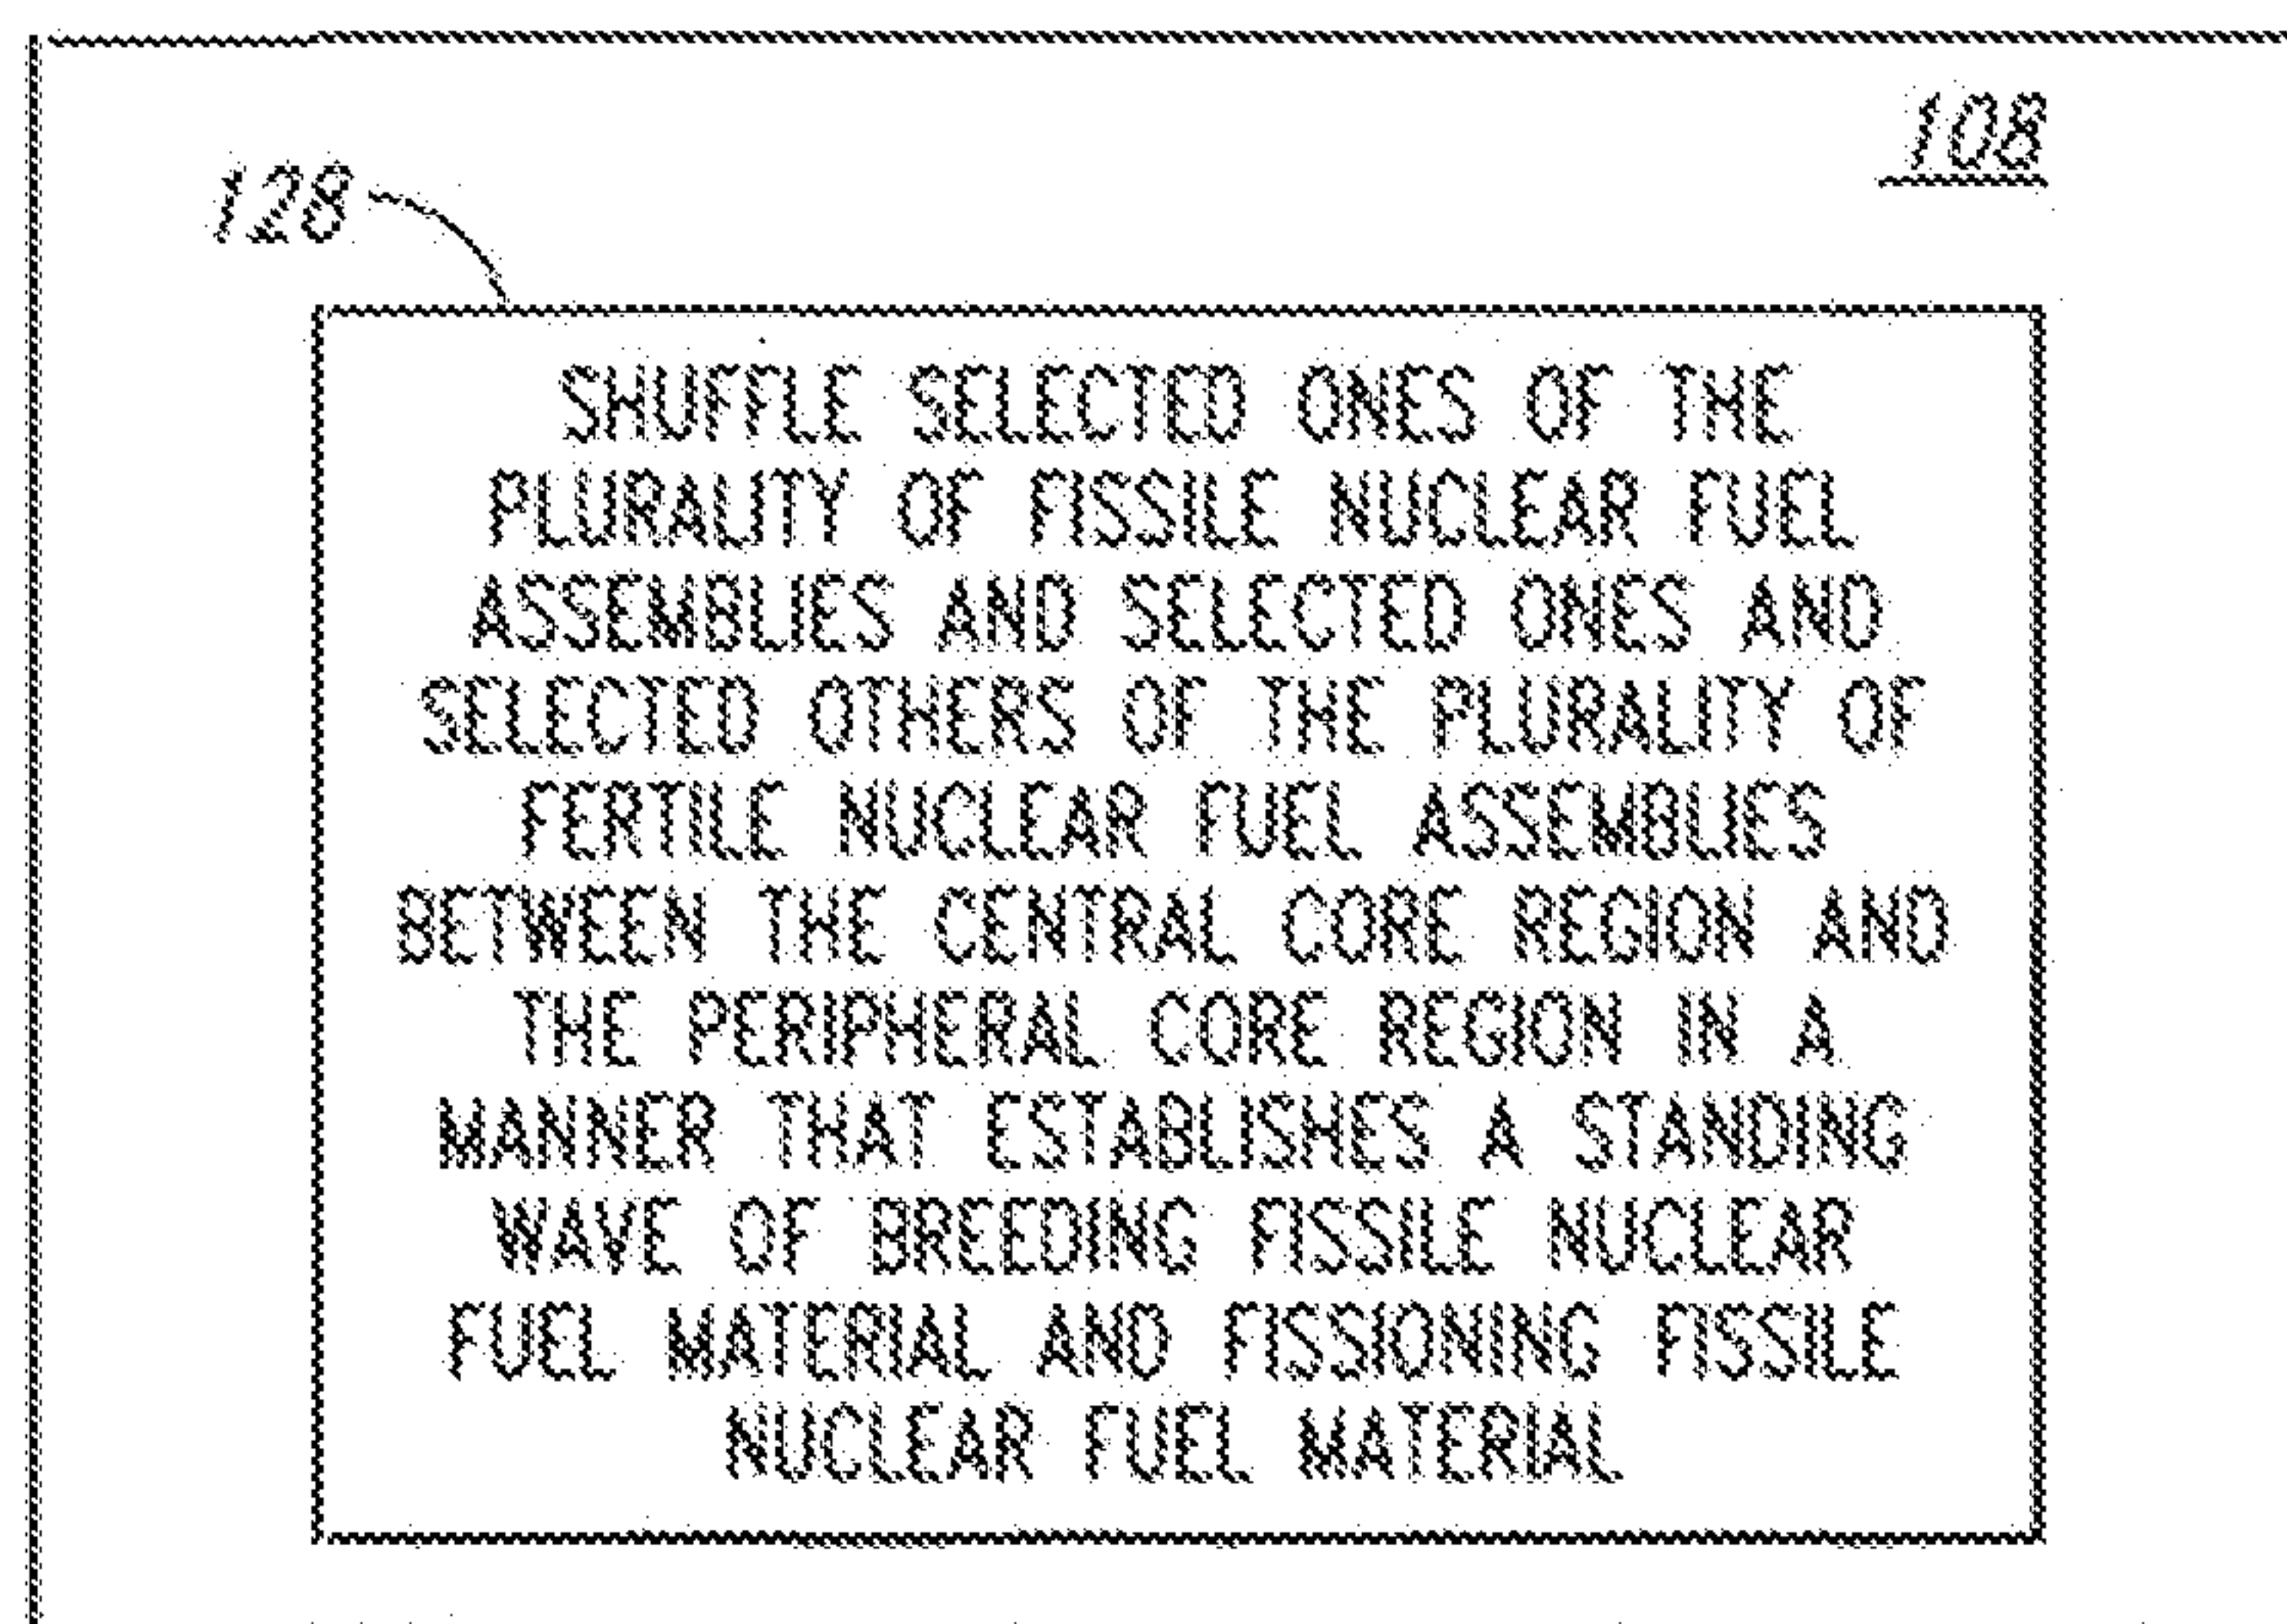 108
128
SHUFFLE SELECTED ONES OF THE
PLURALITY OF FISSILE NUCLEAR FUEL
ASSEMBLIES AND SELECTED ONES AND
SELECTED OTHERS OF THE PLURALITY OF
FERTILE NUCLEAR FUEL ASSEMBLIES
BETWEEN THE CENTRAL CORE REGION AND
THE PERIPHERAL CORE REGION IN A
MANNER THAT ESTABLISHES A STANDING
WAVE OF BREEDING FISSILE NUCLEAR
FUEL MATERIAL AND FISSIONING FISSILE
NUCLEAR FUEL MATERIAL